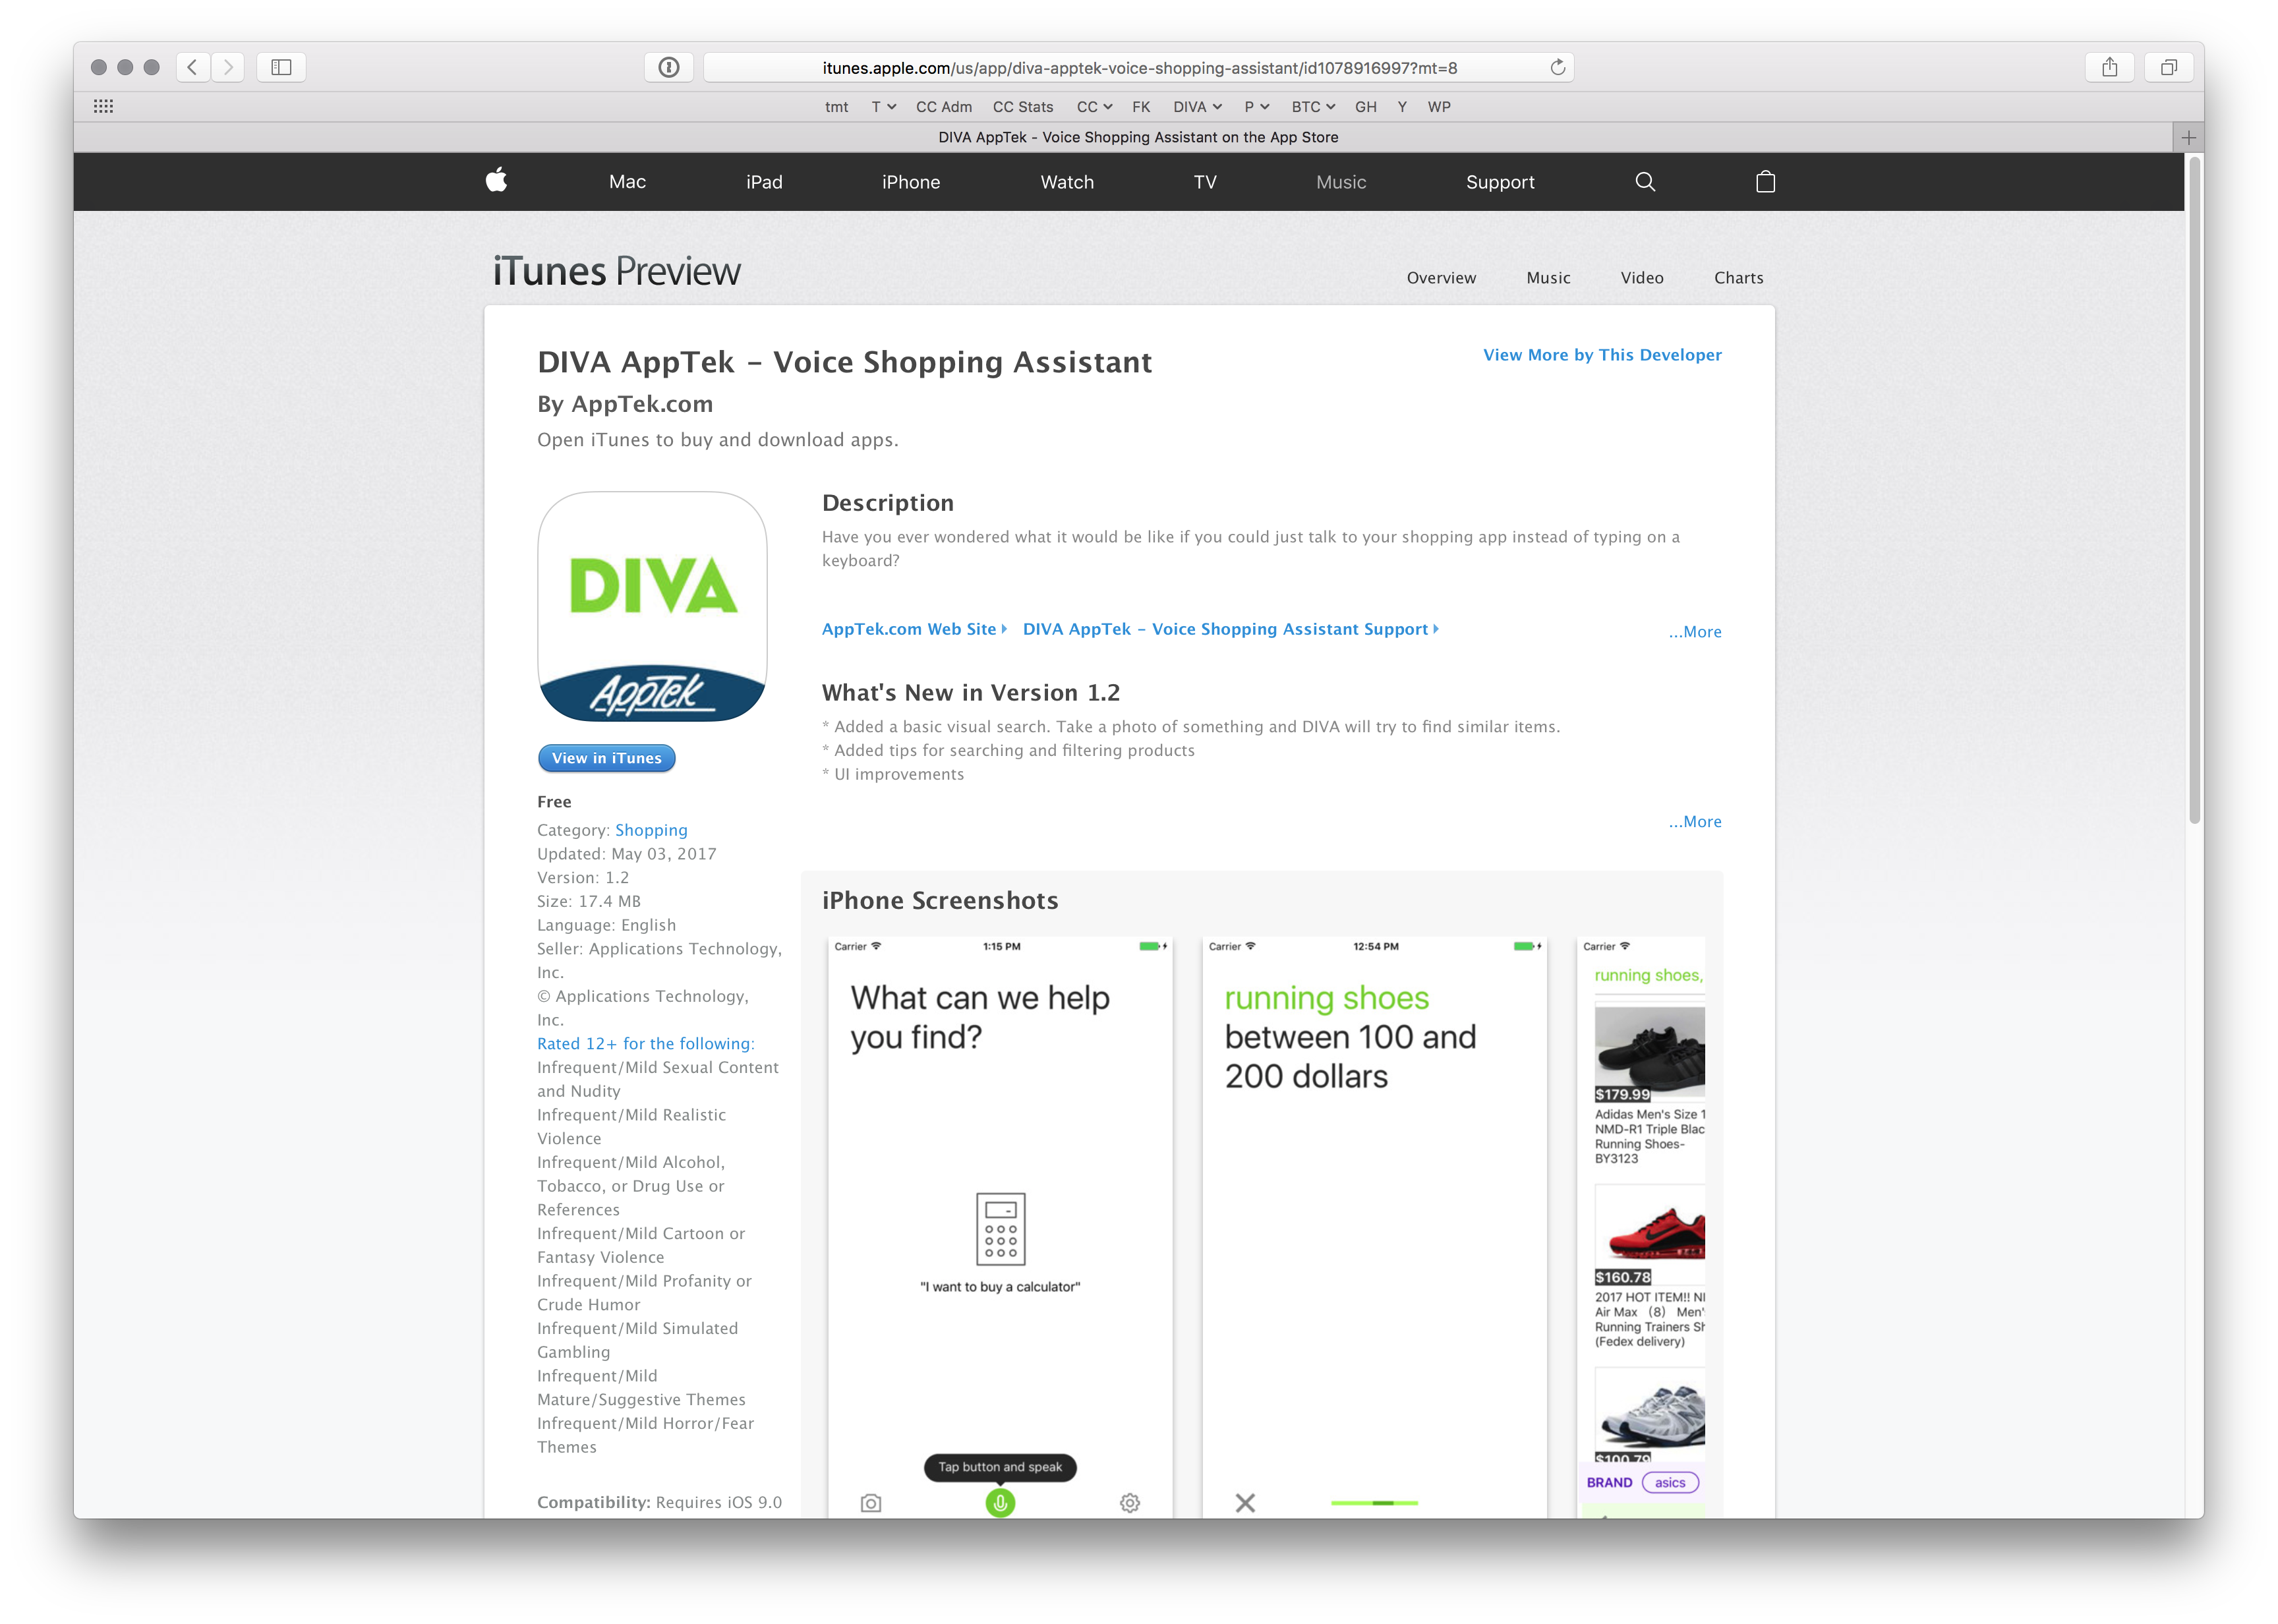 itunes.apple.com/us/app/diva-apptek-voice-shopping-assistant/id1078916997?mt=8
tmt T CC Adm CC Stats CC FK DIVA P BTC GH Y WP
DIVA AppTek - Voice Shopping Assistant on the App Store
Mac iPad iPhone Watch TV Music Support
iTunes Preview
Overview Music Video Charts
DIVA AppTek - Voice Shopping Assistant
View More by This Developer
By AppTek.com
Open iTunes to buy and download apps.
DIVA
AppTek
View in iTunes
Free
Category: Shopping
Updated: May 03, 2017
Version: 1.2
Size: 17.4 MB
Language: English
Seller: Applications Technology,
Inc.
© Applications Technology,
Inc.
Rated 12+ for the following:
Infrequent/Mild Sexual Content
and Nudity
Infrequent/Mild Realistic
Violence
Infrequent/Mild Alcohol,
Tobacco, or Drug Use or
References
Infrequent/Mild Cartoon or
Fantasy Violence
Infrequent/Mild Profanity or
Crude Humor
Infrequent/Mild Simulated
Gambling
Infrequent/Mild
Mature/Suggestive Themes
Infrequent/Mild Horror/Fear
Themes
Compatibility: Requires iOS 9.0
Description
Have you ever wondered what it would be like if you could just talk to your shopping app instead of typing on a
keyboard?
AppTek.com Web Site DIVA AppTek - Voice Shopping Assistant Support
...More
What's New in Version 1.2
* Added a basic visual search. Take a photo of something and DIVA will try to find similar items.
* Added tips for searching and filtering products
* UI improvements
...More
iPhone Screenshots
Carrier 1:15 PM
What can we help
you find?
"I want to buy a calculator"
Tap button and speak
Carrier 12:54 PM
running shoes
between 100 and
200 dollars
Carrier
running shoes,
$179.99
Adidas Men's Size 1
NMD-R1 Triple Blac
Running Shoes-
BY3123
$160.78
2017 HOT ITEM!! NI
Air Max (8) Men'
Running Trainers Sh
(Fedex delivery)
$100.79
BRAND asics